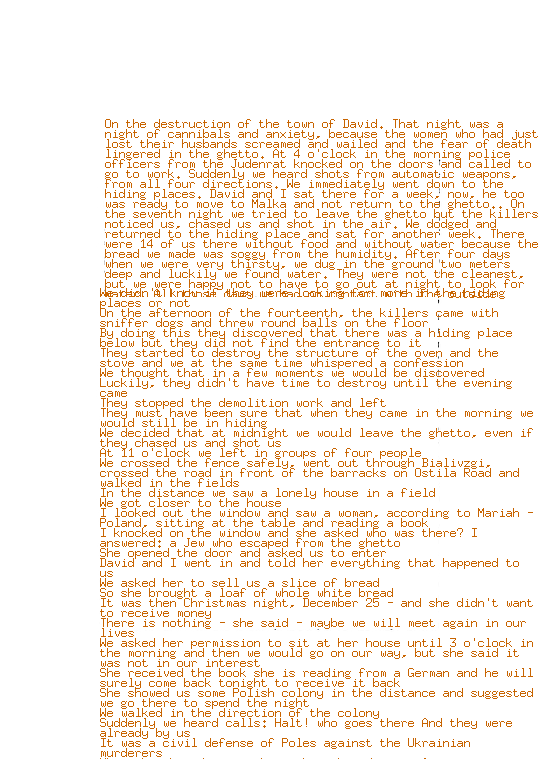 On the destruction of the town of David. That night was a
night of cannibals and anxiety, because the women who had just
lost their husbands screamed and wailed and the fear of death
lingered in the ghetto. At 4 o'clock in the morning police
officers from the Judenrat knocked on the doors and called to
go to work. Suddenly we heard shots from automatic weapons,
from all four directions. We immediately went down to the
hiding places. David and I sat there for a week, now, he too
was ready to move to Malka and not return to the ghetto.. On
the seventh night we tried to leave the ghetto but the killers
noticed us, chased us and shot in the air. We dodged and
returned to the hiding place and sat for another week. There
were 14 of us there without food and without water because the
bread we made was soggy from the humidity. After four days
when we were very thirsty, we dug in the ground two meters
deep and luckily we found water. They were not the cleanest,
but we were happy not to have to go out at night to look for
We didn't know if they were looking for more in the hiding
places or not
On the afternoon of the fourteenth, the killers came with
sniffer dogs and threw round balls on the floor
By doing this they discovered that there was a hiding place
below but they did not find the entrance to it
They started to destroy the structure of the oven and the
stove and we at the same time whispered a confession
We thought that in a few moments we would be discovered
Luckily, they didn't have time to destroy until the evening
came
They stopped the demolition work and left
They must have been sure that when they came in the morning we
would still be in hiding
We decided that at midnight we would leave the ghetto, even if
they chased us and shot us
At 11 o'clock we left in groups of four people
We crossed the fence safely, went out through Bialivzgi,
crossed the road in front of the barracks on Ostila Road and
walked in the fields
In the distance we saw a lonely house in a field
We got closer to the house
I looked out the window and saw a woman, according to Mariah -
Poland, sitting at the table and reading a book
I knocked on the window and she asked who was there? I
answered: a Jew who escaped from the ghetto
She opened the door and asked us to enter
David and I went in and told her everything that happened to
us
We asked her to sell us a slice of bread
So she brought a loaf of whole white bread
It was then Christmas night, December 25 - and she didn't want
to receive money
There is nothing - she said - maybe we will meet again in our
lives
We asked her permission to sit at her house until 3 o'clock in
the morning and then we would go on our way, but she said it
was not in our interest
She received the book she is reading from a German and he will
surely come back tonight to receive it back
She showed us some Polish colony in the distance and suggested
we go there to spend the night
We walked in the direction of the colony
Suddenly we heard calls: Halt! who goes there And they were
already by us
It was a civil defense of Poles against the Ukrainian
murderers